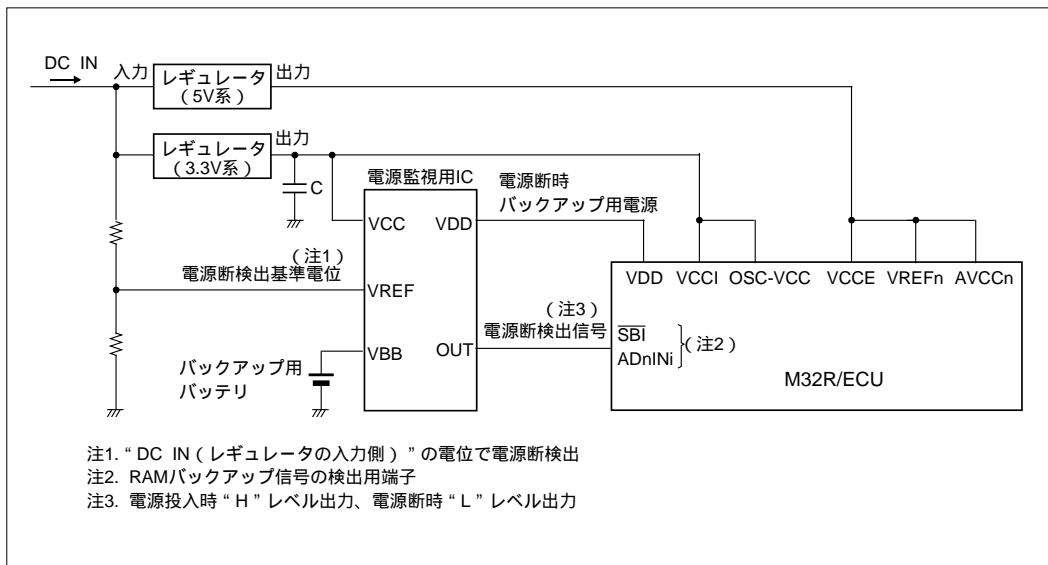 DC IN
入力
レギュレータ
（5V系）
出力
レギュレータ
（3.3V系）
出力
C
電源監視用IC
VCC
VDD
VREF
VBB
OUT
電源断時
バックアップ用電源
（注1）
電源断検出基準電位
（注3）
電源断検出信号
バックアップ用
バッテリ
VDD
VCCI
OSC-VCC
VCCE
VREFn
AVCCn
SBI
ADnINi
（注2）
M32R/ECU
注1. “ DC IN（レギュレータの入力側）” の電位で電源断検出
注2. RAMバックアップ信号の検出用端子
注3. 電源投入時 “ H ” レベル出力、電源断時 “ L ” レベル出力